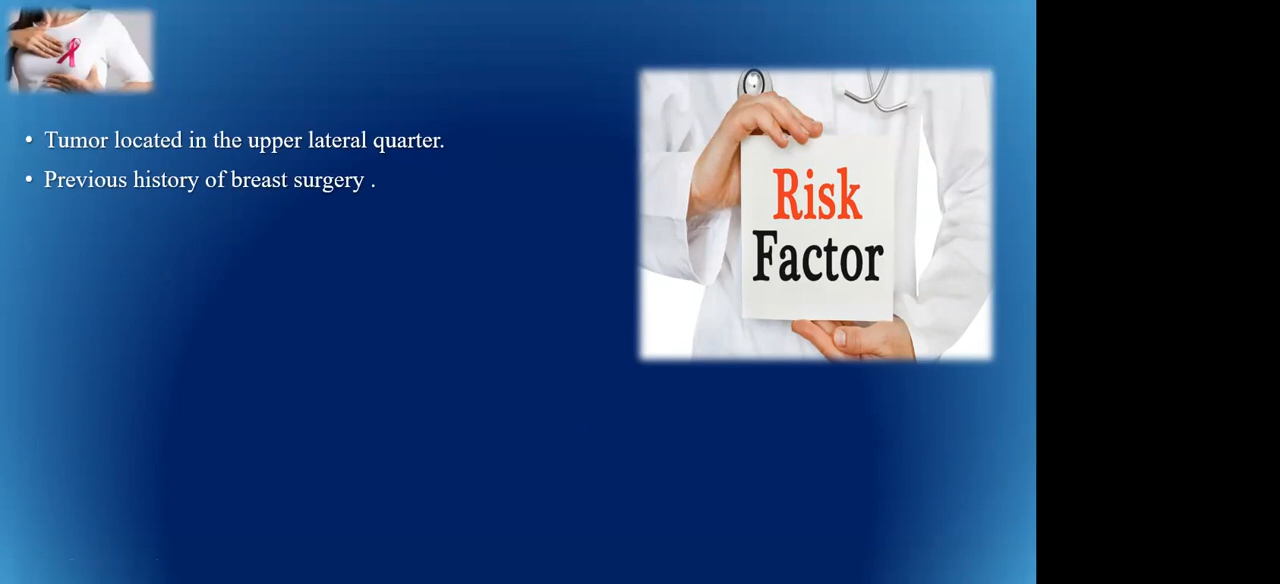 • Tumor located in the upper lateral quarter.
• Previous history of breast surgery .
Risk
Factor